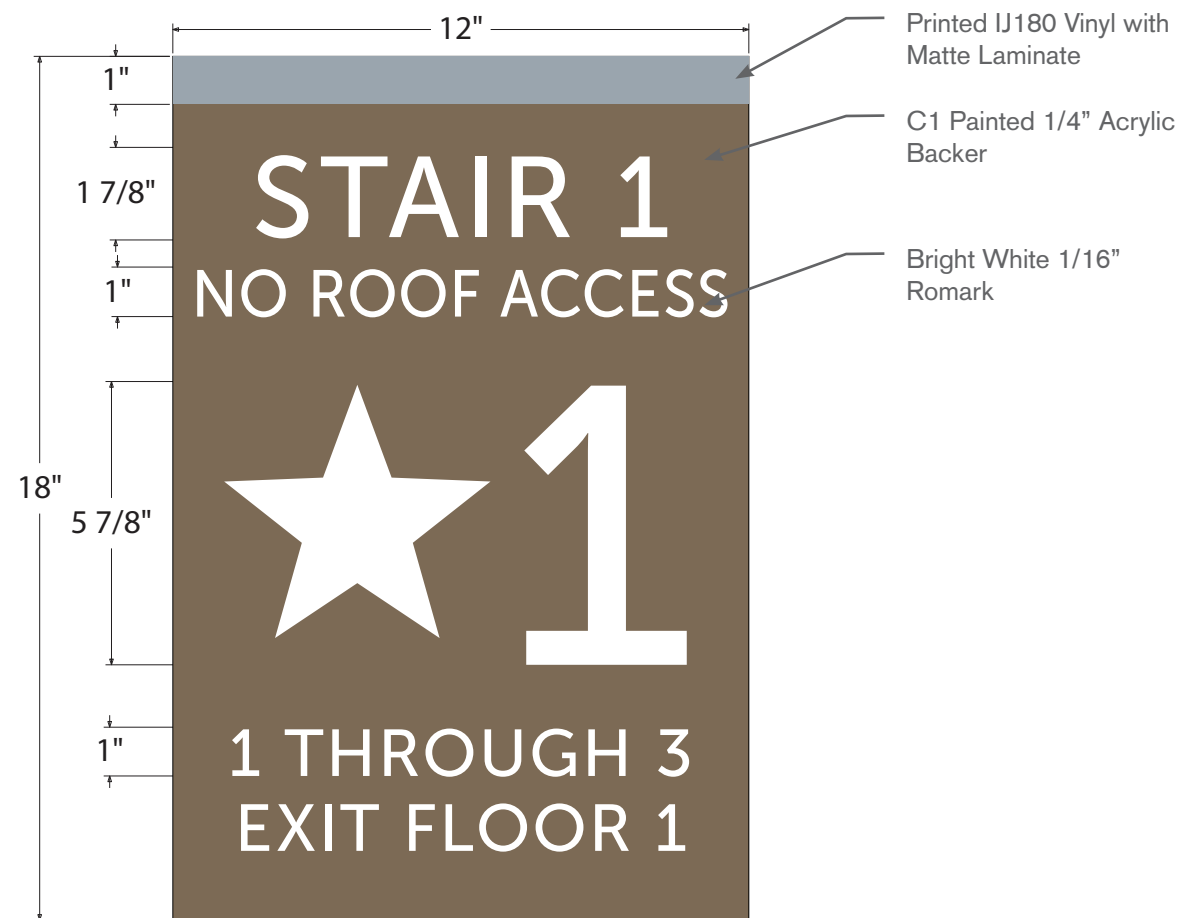 12"
Printed IJ180 Vinyl with
Matte Laminate
1"
C1 Painted 1/4” Acrylic
Backer
1 7/8"
STAIR 1
1"
NO ROOF ACCESS
Bright White 1/16”
Romark
18"
5 7/8"
1
1"
1 THROUGH 3
EXIT FLOOR 1